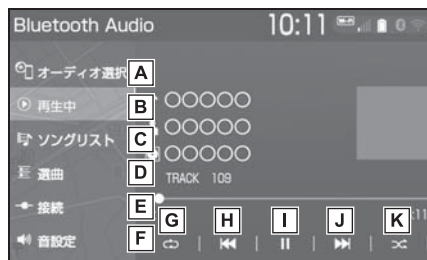 Bluetooth Audio 10:11
オーディオ選択 A
再生中 B ○○○○○
ソングリスト C ○○○○○
○○○○○
選曲 D TRACK 109
接続 E
音設定 F G H I J K